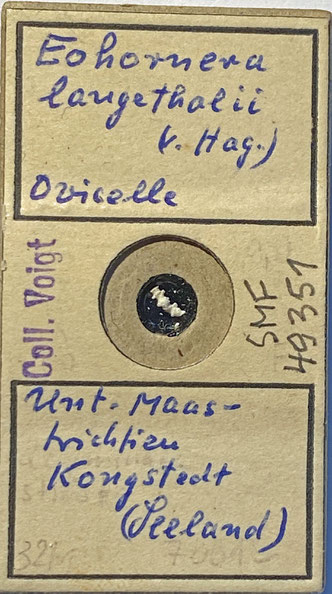 Eohornera
langethalii
(v. Hag.)
Ovicelle
Coll. Voigt
SMF
49351
Unt. Maas-
trichtien
Kongstedt
(Seeland)